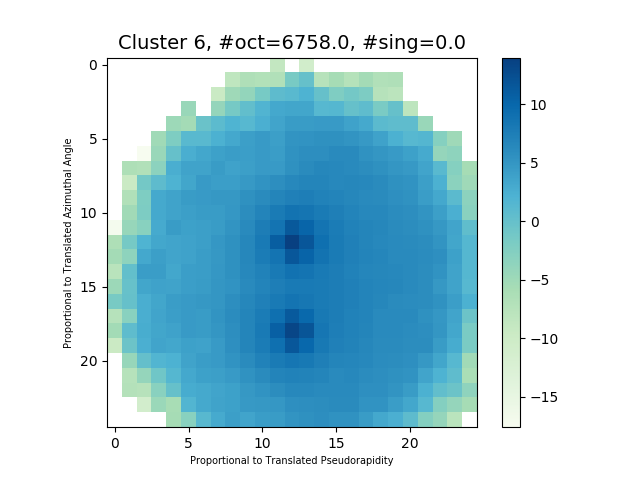 Cluster 6, #oct=6758.0, #sing=0.0
Proportional to Translated Azimuthal Angle
0
5
10
15
20
0 5 10 15 20
Proportional to Translated Pseudorapidity
10
5
0
−5
−10
−15